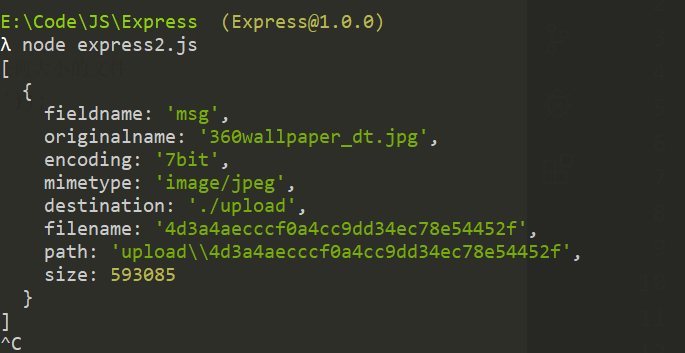 E:\Code\JS\Express (Express@1.0.0)
λ node express2.js
[
  {
    fieldname: 'msg',
    originalname: '360wallpaper_dt.jpg',
    encoding: '7bit',
    mimetype: 'image/jpeg',
    destination: './upload',
    filename: '4d3a4aecccf0a4cc9dd34ec78e54452f',
    path: 'upload\\4d3a4aecccf0a4cc9dd34ec78e54452f',
    size: 593085
  }
]
^C